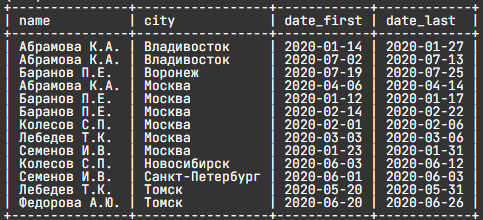 +---------------+-----------------+------------+------------+
| name          | city            | date_first | date_last  |
+---------------+-----------------+------------+------------+
| Абрамова К.А. | Владивосток     | 2020-01-14 | 2020-01-27 |
| Абрамова К.А. | Владивосток     | 2020-07-02 | 2020-07-13 |
| Баранов П.Е.  | Воронеж         | 2020-07-19 | 2020-07-25 |
| Абрамова К.А. | Москва          | 2020-04-06 | 2020-04-14 |
| Баранов П.Е.  | Москва          | 2020-01-12 | 2020-01-17 |
| Баранов П.Е.  | Москва          | 2020-02-14 | 2020-02-22 |
| Колесов С.П.  | Москва          | 2020-02-01 | 2020-02-06 |
| Лебедев Т.К.  | Москва          | 2020-03-03 | 2020-03-06 |
| Семенов И.В.  | Москва          | 2020-01-23 | 2020-01-31 |
| Колесов С.П.  | Новосибирск     | 2020-06-03 | 2020-06-12 |
| Семенов И.В.  | Санкт-Петербург | 2020-06-01 | 2020-06-03 |
| Лебедев Т.К.  | Томск           | 2020-05-20 | 2020-05-31 |
| Федорова А.Ю. | Томск           | 2020-06-20 | 2020-06-26 |
+---------------+-----------------+------------+------------+